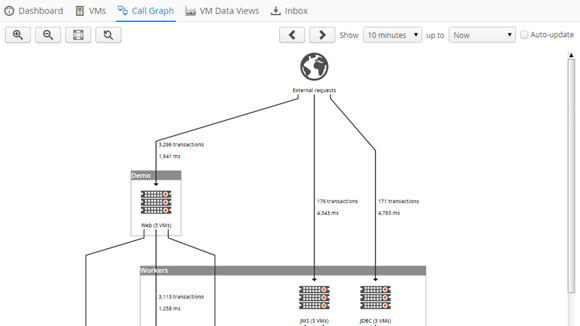 Dashboard VMs Call Graph VM Data Views Inbox
Show 10 minutes up to Now Auto-update
External requests
3,296 transactions
1,941 ms
Demo
Web (3 VMs)
176 transactions
4,343 ms
171 transactions
4,783 ms
Workers
3,113 transactions
1,258 ms
JMS (3 VMs)
JDBC (3 VMs)